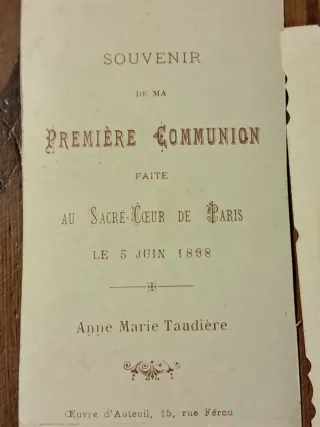 SOUVENIR
DE MA
PREMIÈRE COMMUNION
FAITE
AU SACRÉ-CŒUR DE PARIS
LE 5 JUIN 1898
Anne Marie Taudière
Œuvre d'Auteuil, 15, rue Férou